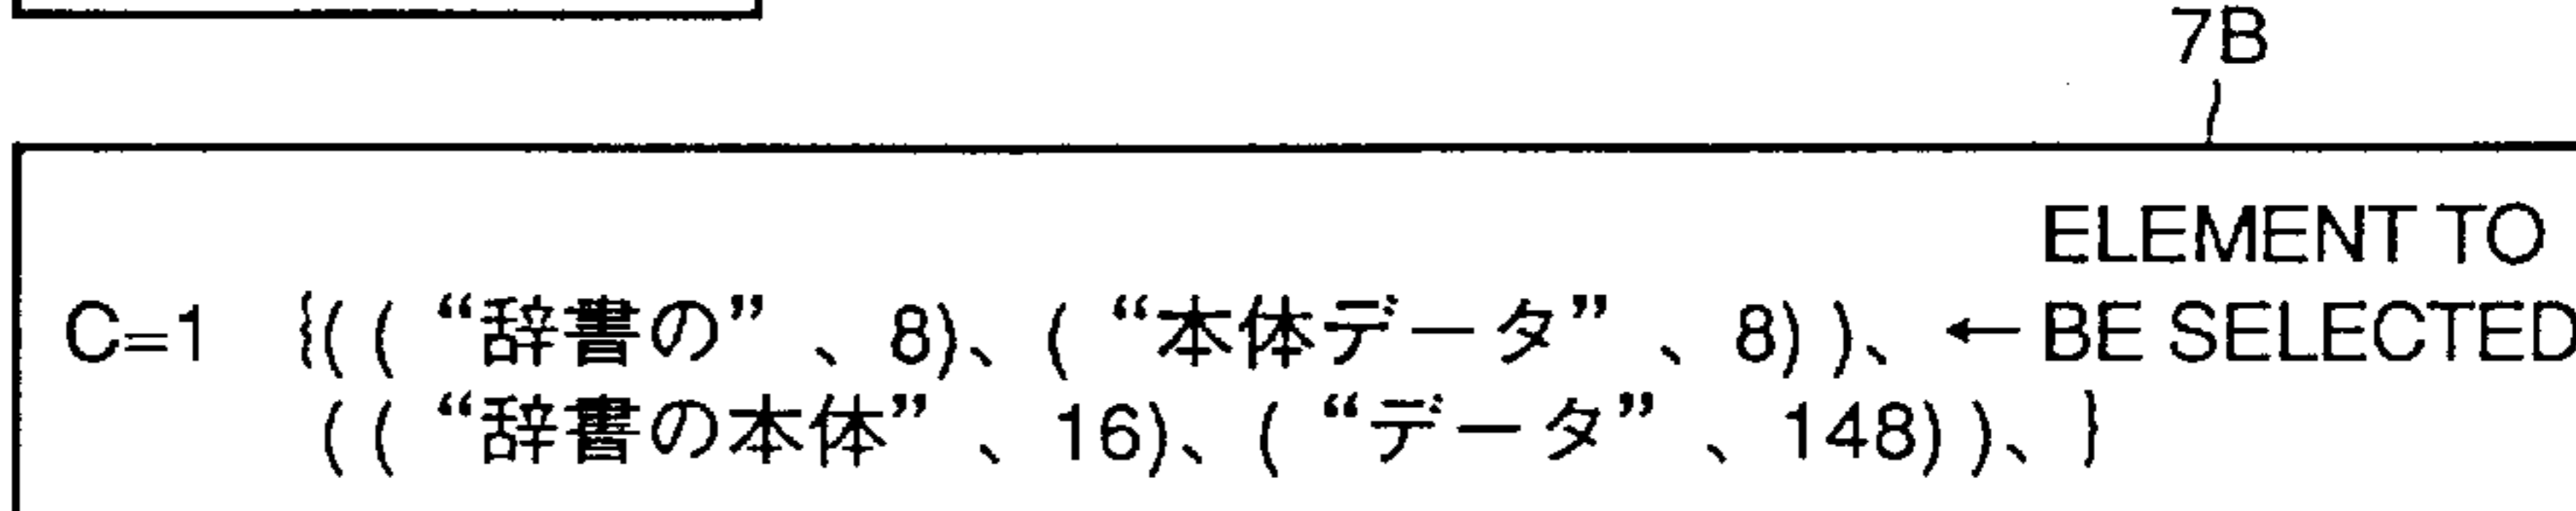 7B
ELEMENT TO
C=1 {( ( “辞書の”、8)、( “本体データ”、8) )、 ← BE SELECTED
( ( “辞書の本体”、16)、( “データ”、148) )、}